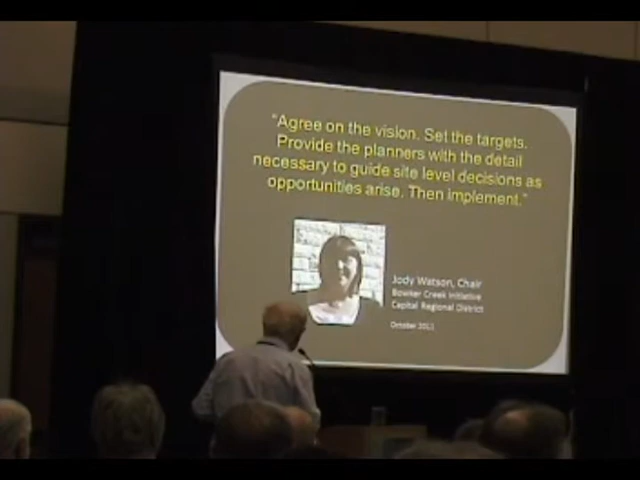 "Agree on the vision. Set the targets.
Provide the planners with the detail
necessary to guide site level decisions as
opportunities arise. Then implement."
Jody Watson, Chair
Bowker Creek Initiative
Capital Regional District
October 2011